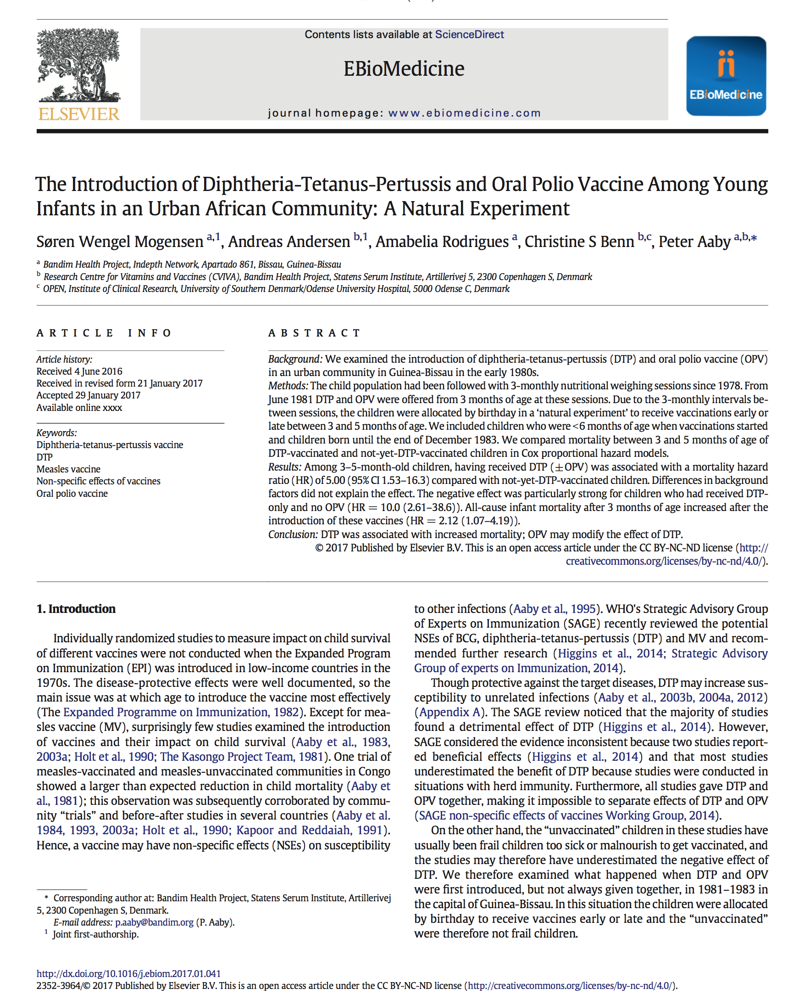 Contents lists available at ScienceDirect
EBioMedicine
journal homepage: www.ebiomedicine.com
ELSEVIER
EBioMedicine
The Introduction of Diphtheria-Tetanus-Pertussis and Oral Polio Vaccine Among Young
Infants in an Urban African Community: A Natural Experiment
Søren Wengel Mogensen a,1, Andreas Andersen b,1, Amabelia Rodrigues a, Christine S Benn b,c, Peter Aaby a,b,*
a Bandim Health Project, Indepth Network, Apartado 861, Bissau, Guinea-Bissau
b Research Centre for Vitamins and Vaccines (CVIVA), Bandim Health Project, Statens Serum Institute, Artillerivej 5, 2300 Copenhagen S, Denmark
c OPEN, Institute of Clinical Research, University of Southern Denmark/Odense University Hospital, 5000 Odense C, Denmark
ARTICLE INFO
Article history:
Received 4 June 2016
Received in revised form 21 January 2017
Accepted 29 January 2017
Available online xxxx
Keywords:
Diphtheria-tetanus-pertussis vaccine
DTP
Measles vaccine
Non-specific effects of vaccines
Oral polio vaccine
ABSTRACT
Background: We examined the introduction of diphtheria-tetanus-pertussis (DTP) and oral polio vaccine (OPV)
in an urban community in Guinea-Bissau in the early 1980s.
Methods: The child population had been followed with 3-monthly nutritional weighing sessions since 1978. From
June 1981 DTP and OPV were offered from 3 months of age at these sessions. Due to the 3-monthly intervals be-
tween sessions, the children were allocated by birthday in a ‘natural experiment’ to receive vaccinations early or
late between 3 and 5 months of age. We included children who were <6 months of age when vaccinations started
and children born until the end of December 1983. We compared mortality between 3 and 5 months of age of
DTP-vaccinated and not-yet-DTP-vaccinated children in Cox proportional hazard models.
Results: Among 3–5-month-old children, having received DTP (±OPV) was associated with a mortality hazard
ratio (HR) of 5.00 (95% CI 1.53–16.3) compared with not-yet-DTP-vaccinated children. Differences in background
factors did not explain the effect. The negative effect was particularly strong for children who had received DTP-
only and no OPV (HR = 10.0 (2.61–38.6)). All-cause infant mortality after 3 months of age increased after the
introduction of these vaccines (HR = 2.12 (1.07–4.19)).
Conclusion: DTP was associated with increased mortality; OPV may modify the effect of DTP.
© 2017 Published by Elsevier B.V. This is an open access article under the CC BY-NC-ND license (http://
creativecommons.org/licenses/by-nc-nd/4.0/).
1. Introduction
Individually randomized studies to measure impact on child survival
of different vaccines were not conducted when the Expanded Program
on Immunization (EPI) was introduced in low-income countries in the
1970s. The disease-protective effects were well documented, so the
main issue was at which age to introduce the vaccine most effectively
(The Expanded Programme on Immunization, 1982). Except for mea-
sles vaccine (MV), surprisingly few studies examined the introduction
of vaccines and their impact on child survival (Aaby et al., 1983,
2003a; Holt et al., 1990; The Kasongo Project Team, 1981). One trial of
measles-vaccinated and measles-unvaccinated communities in Congo
showed a larger than expected reduction in child mortality (Aaby et
al., 1981); this observation was subsequently corroborated by commu-
nity “trials” and before-after studies in several countries (Aaby et al.
1984, 1993, 2003a; Holt et al., 1990; Kapoor and Reddaiah, 1991).
Hence, a vaccine may have non-specific effects (NSEs) on susceptibility
* Corresponding author at: Bandim Health Project, Statens Serum Institute, Artillerivej
5, 2300 Copenhagen S, Denmark.
E-mail address: p.aaby@bandim.org (P. Aaby).
1 Joint first-authorship.
to other infections (Aaby et al., 1995). WHO's Strategic Advisory Group
of Experts on Immunization (SAGE) recently reviewed the potential
NSEs of BCG, diphtheria-tetanus-pertussis (DTP) and MV and recom-
mended further research (Higgins et al., 2014; Strategic Advisory
Group of experts on Immunization, 2014).
Though protective against the target diseases, DTP may increase sus-
ceptibility to unrelated infections (Aaby et al., 2003b, 2004a, 2012)
(Appendix A). The SAGE review noticed that the majority of studies
found a detrimental effect of DTP (Higgins et al., 2014). However,
SAGE considered the evidence inconsistent because two studies report-
ed beneficial effects (Higgins et al., 2014) and that most studies
underestimated the benefit of DTP because studies were conducted in
situations with herd immunity. Furthermore, all studies gave DTP and
OPV together, making it impossible to separate effects of DTP and OPV
(SAGE non-specific effects of vaccines Working Group, 2014).
On the other hand, the “unvaccinated” children in these studies have
usually been frail children too sick or malnourish to get vaccinated, and
the studies may therefore have underestimated the negative effect of
DTP. We therefore examined what happened when DTP and OPV
were first introduced, but not always given together, in 1981–1983 in
the capital of Guinea-Bissau. In this situation the children were allocated
by birthday to receive vaccines early or late and the “unvaccinated”
were therefore not frail children.
http://dx.doi.org/10.1016/j.ebiom.2017.01.041
2352-3964/© 2017 Published by Elsevier B.V. This is an open access article under the CC BY-NC-ND license (http://creativecommons.org/licenses/by-nc-nd/4.0/).